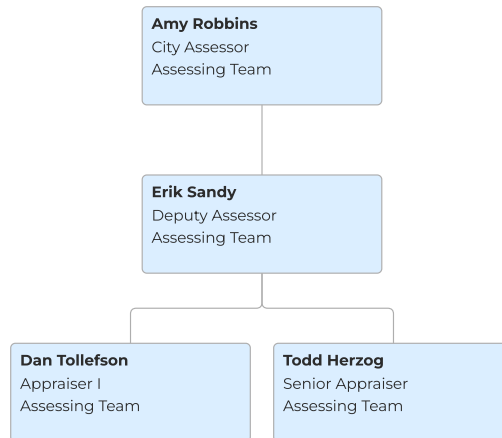 Amy Robbins
City Assessor
Assessing Team
Erik Sandy
Deputy Assessor
Assessing Team
Dan Tollefson
Appraiser I
Assessing Team
Todd Herzog
Senior Appraiser
Assessing Team